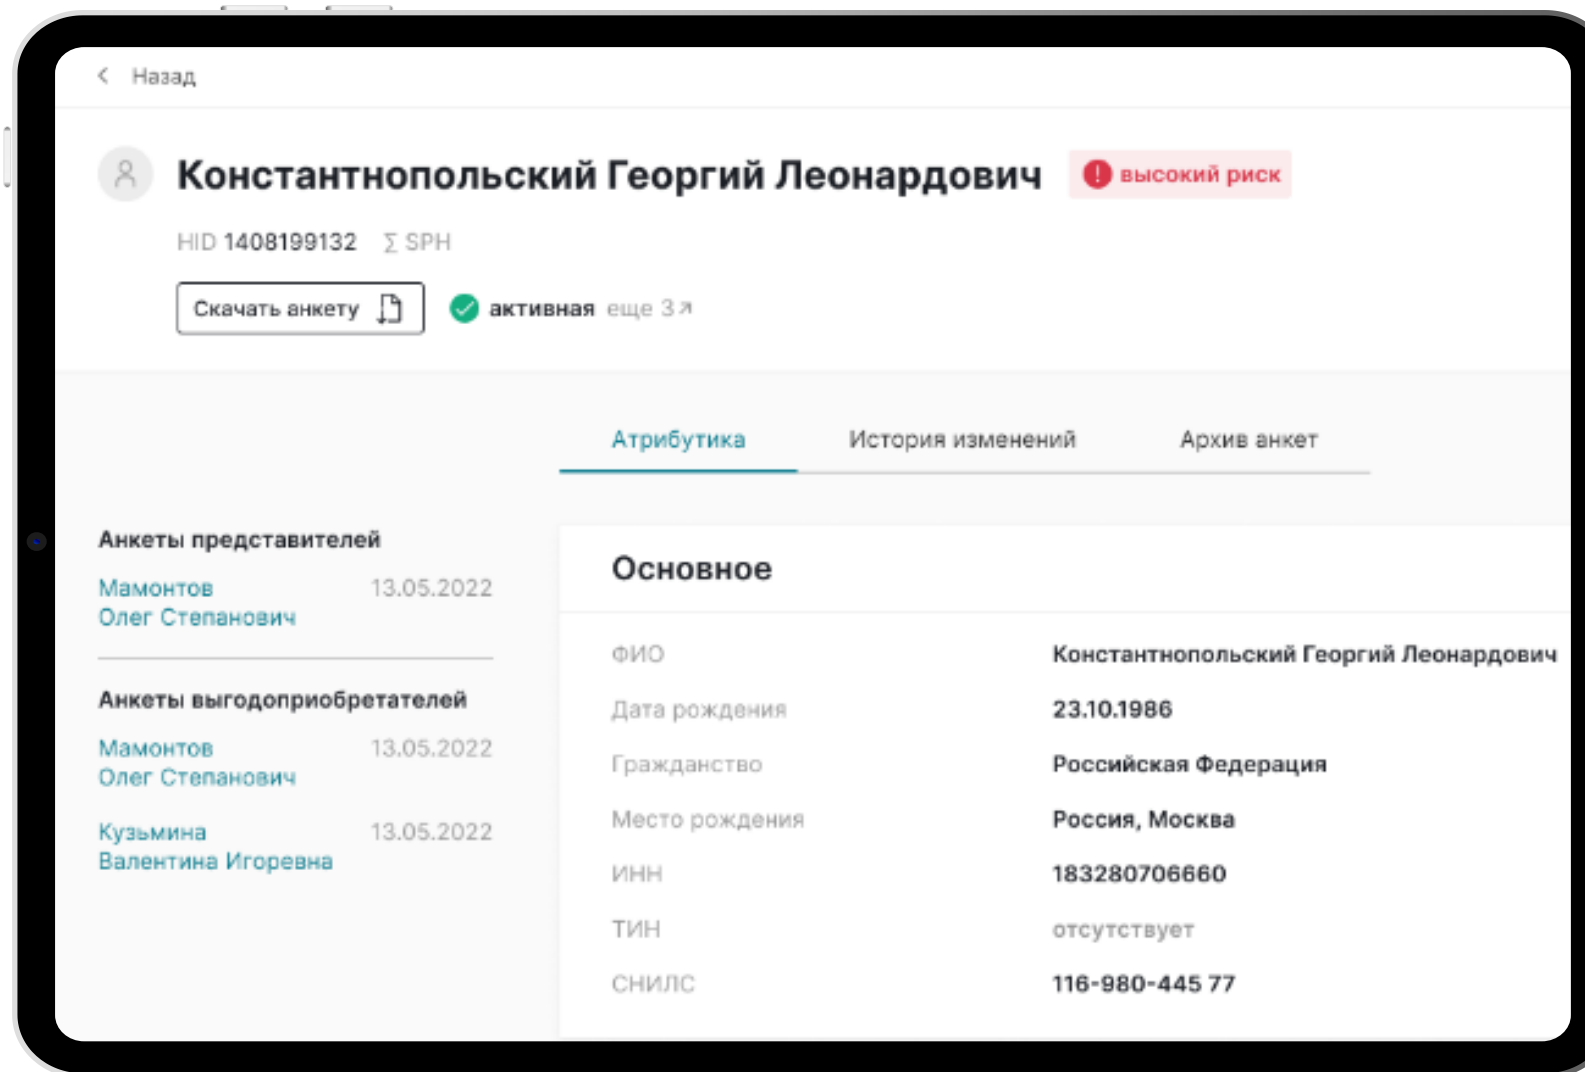 Назад
Константнопольский Георгий Леонардович
высокий риск
HID 1408199132 ∑ SPH
Скачать анкету
активная еще 3
Атрибутика История изменений Архив анкет
Анкеты представителей
Мамонтов 13.05.2022
Олег Степанович
Анкеты выгодоприобретателей
Мамонтов 13.05.2022
Олег Степанович
Кузьмина 13.05.2022
Валентина Игоревна
Основное
ФИО Константнопольский Георгий Леонардович
Дата рождения 23.10.1986
Гражданство Российская Федерация
Место рождения Россия, Москва
ИНН 183280706660
ТИН отсутствует
СНИЛС 116-980-445 77